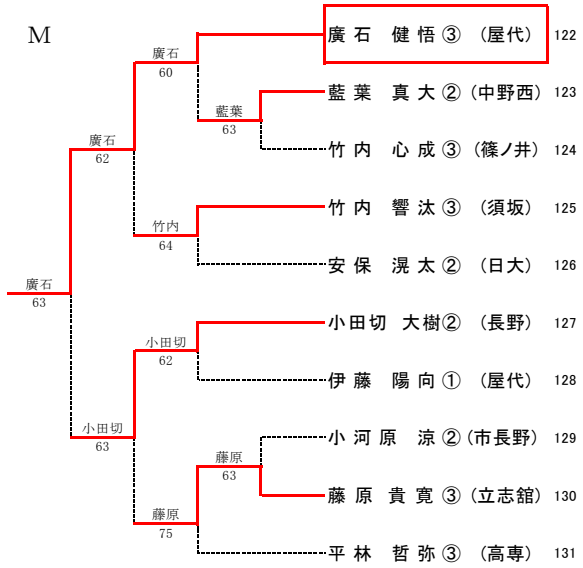 M
廣石 健悟③ (屋代) 122
廣石
60
藍葉 真大② (中野西) 123
藍葉
63
竹内 心成③ (篠ノ井) 124
廣石
62
竹内 響汰③ (須坂) 125
竹内
64
安保 滉太② (日大) 126
廣石
63
小田切 大樹② (長野) 127
小田切
62
伊藤 陽向① (屋代) 128
小田切
63
小河原 涼② (市長野) 129
藤原
63
藤原 貴寛③ (立志舘) 130
藤原
75
平林 哲弥③ (高専) 131